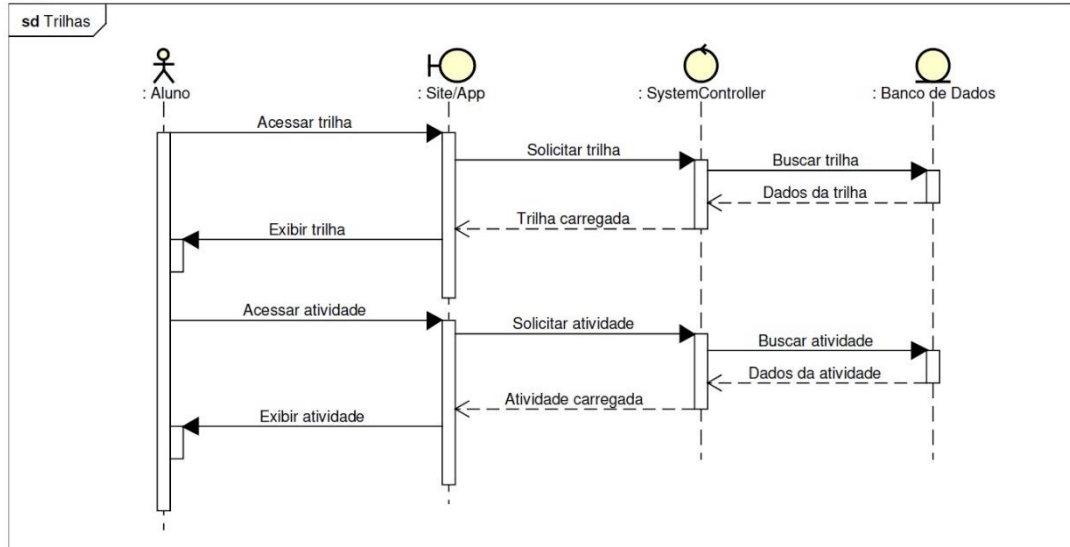 sd Trilhas
: Aluno
: Site/App
: SystemController
: Banco de Dados
Acessar trilha
Solicitar trilha
Buscar trilha
Dados da trilha
Trilha carregada
Exibir trilha
Acessar atividade
Solicitar atividade
Buscar atividade
Dados da atividade
Atividade carregada
Exibir atividade